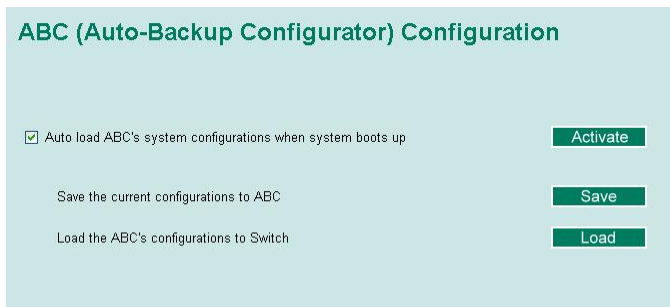 ABC (Auto-Backup Configurator) Configuration
Auto load ABC's system configurations when system boots up Activate
Save the current configurations to ABC Save
Load the ABC's configurations to Switch Load